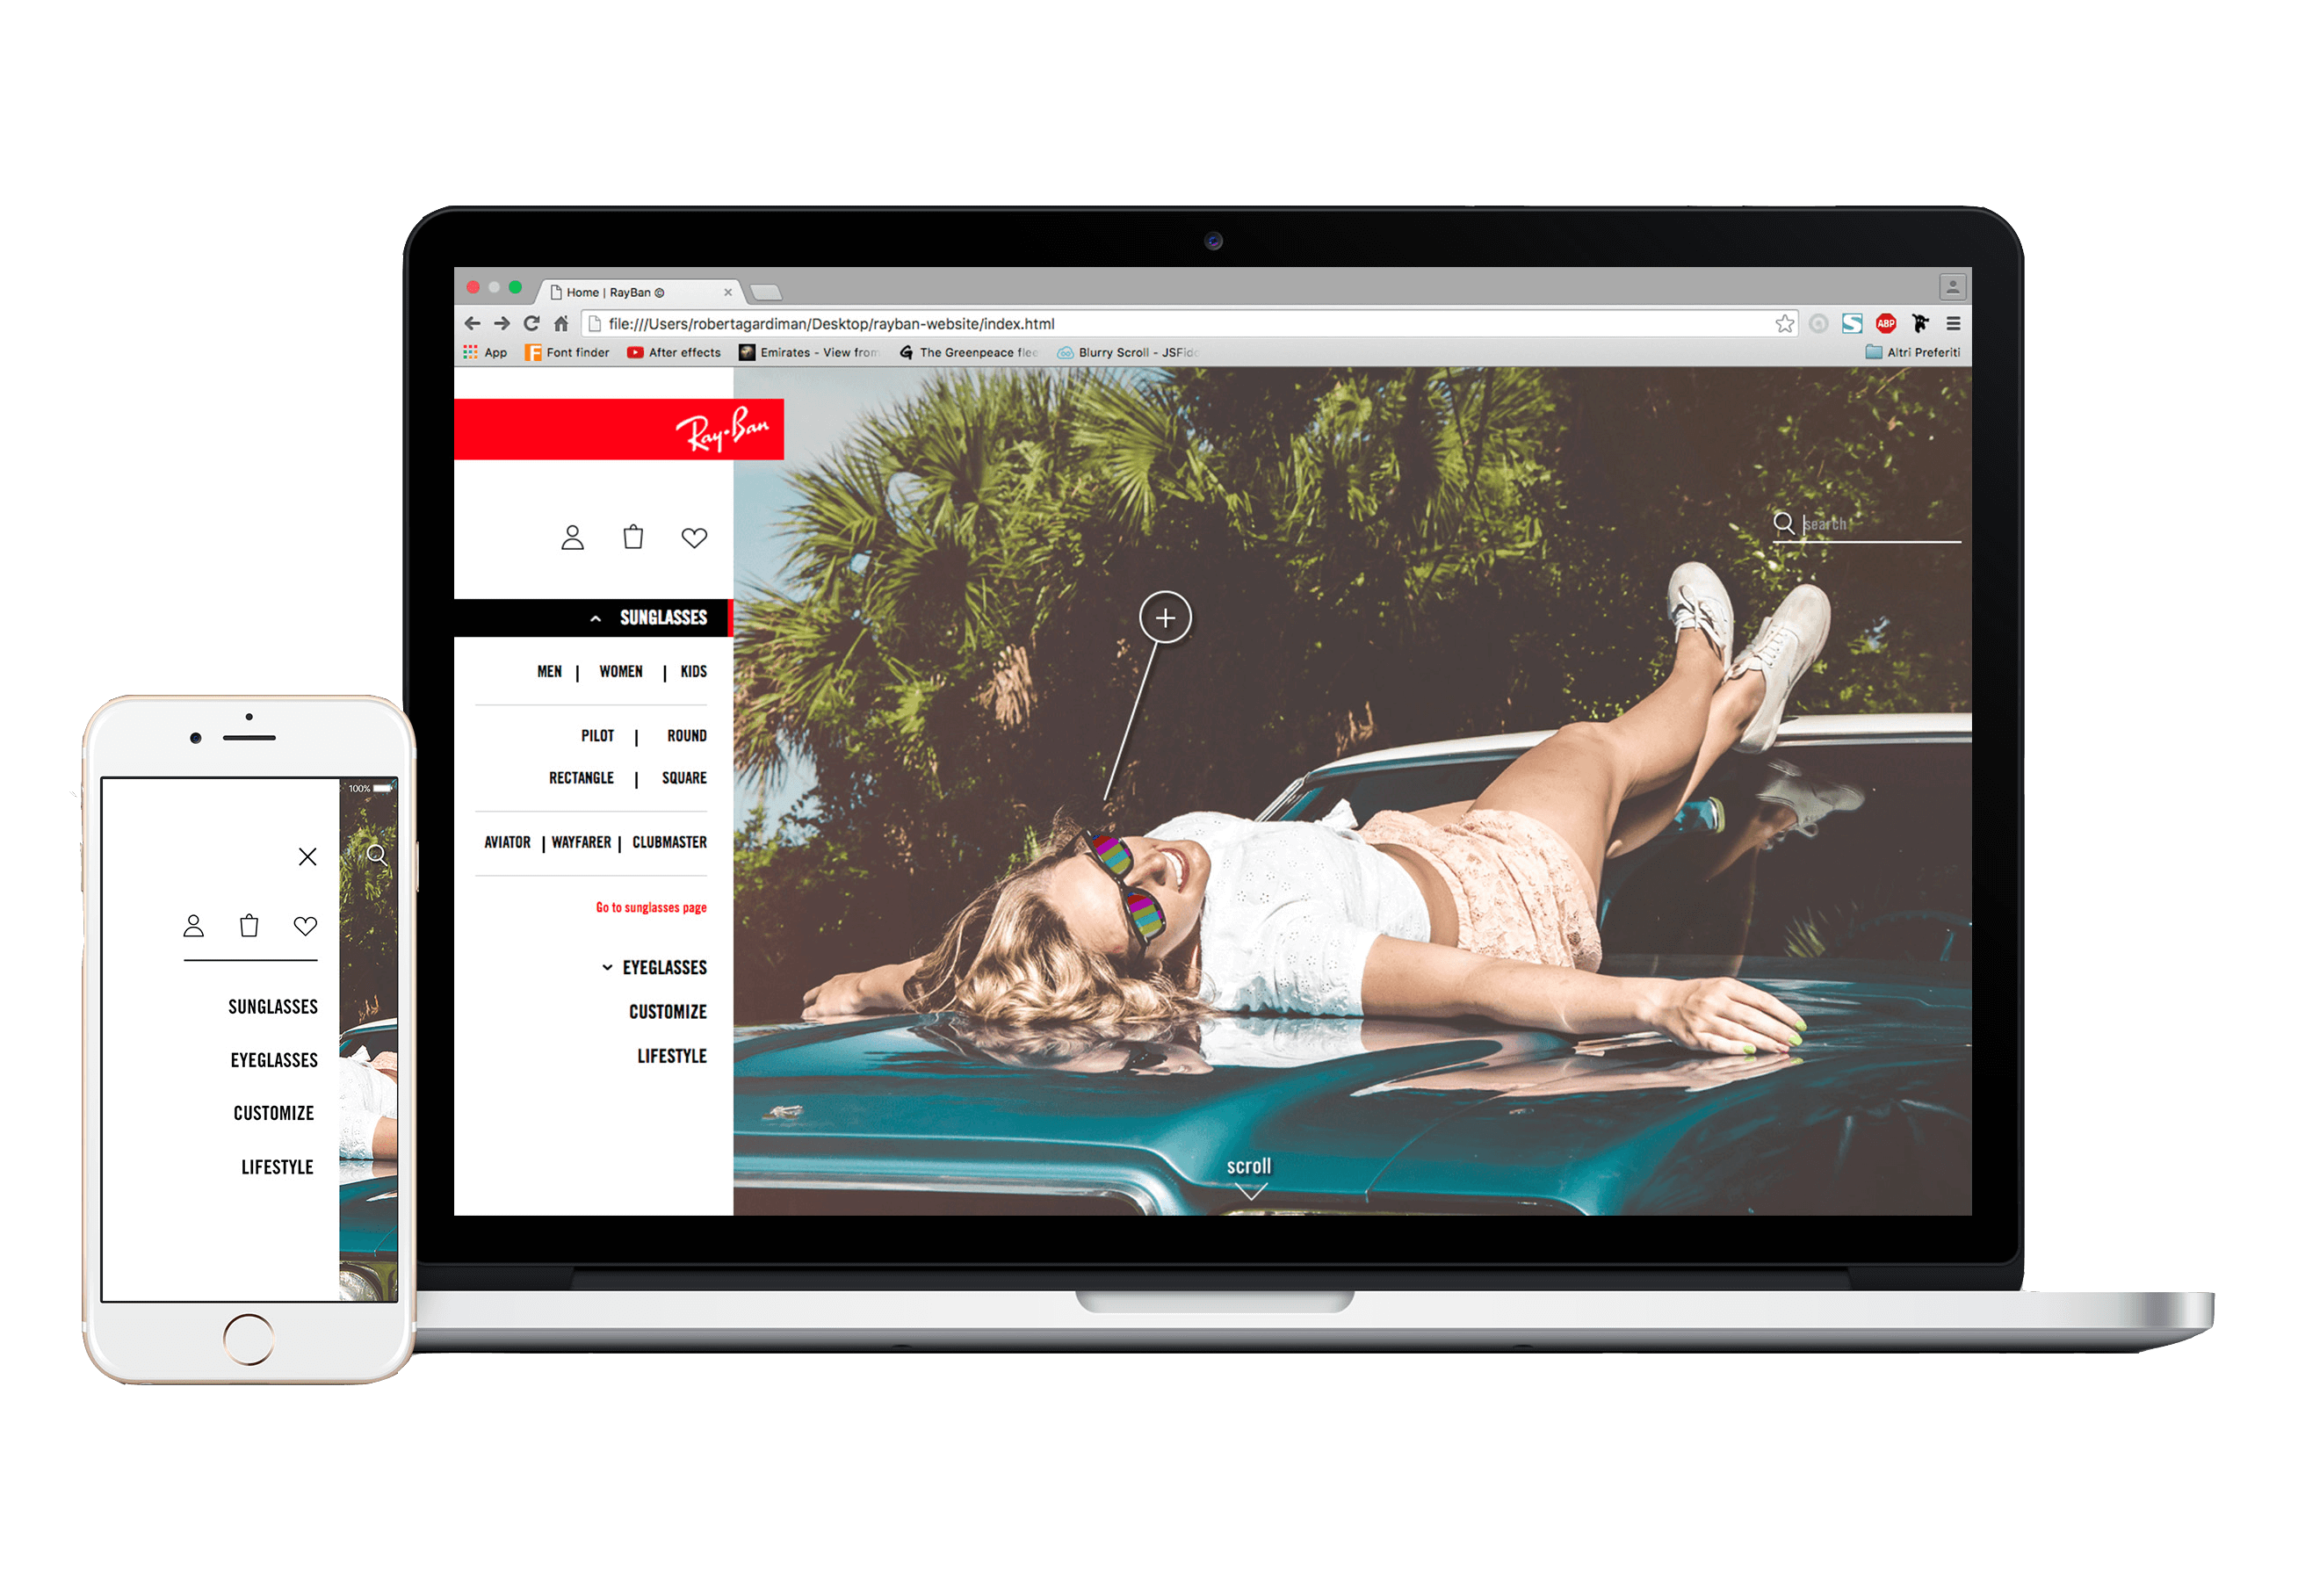 Home | RayBan ©
file:///Users/robertagardiman/Desktop/rayban-website/index.html
ABP
App Font finder After effects Emirates - View from The Greenpeace flee Blurry Scroll - JSFid Altri Preferiti
Ray-Ban
search
SUNGLASSES
MEN | WOMEN | KIDS
PILOT | ROUND
RECTANGLE | SQUARE
AVIATOR | WAYFARER | CLUBMASTER
Go to sunglasses page
EYEGLASSES
CUSTOMIZE
LIFESTYLE
scroll
100%
SUNGLASSES
EYEGLASSES
CUSTOMIZE
LIFESTYLE